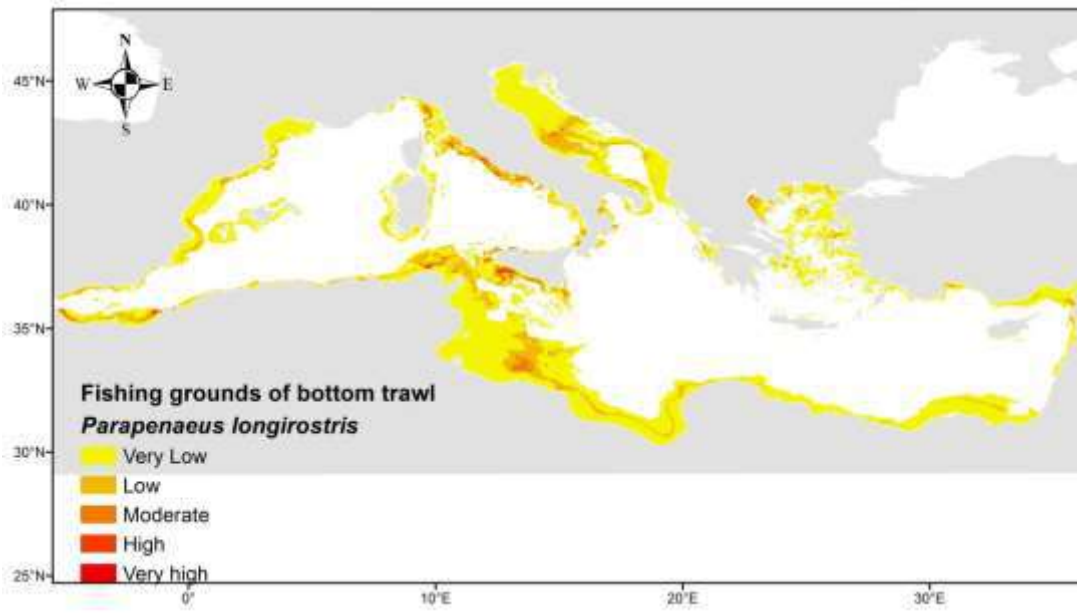 N
W E
S
45°N
40°N
35°N
30°N
25°N
Fishing grounds of bottom trawl
Parapenaeus longirostris
Very Low
Low
Moderate
High
Very high
0° 10°E 20°E 30°E